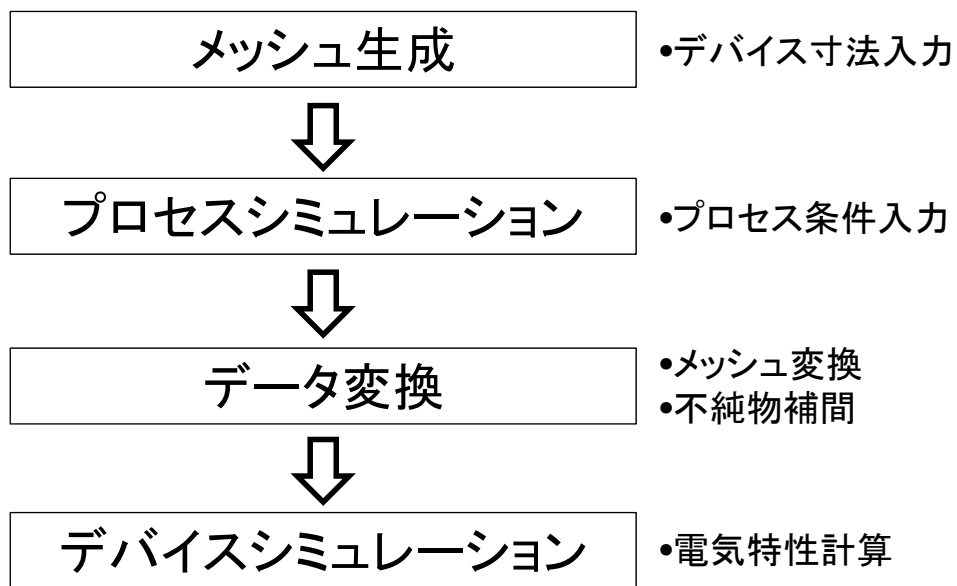 メッシュ生成
•デバイス寸法入力
プロセスシミュレーション
•プロセス条件入力
データ変換
•メッシュ変換
•不純物補間
デバイスシミュレーション
•電気特性計算